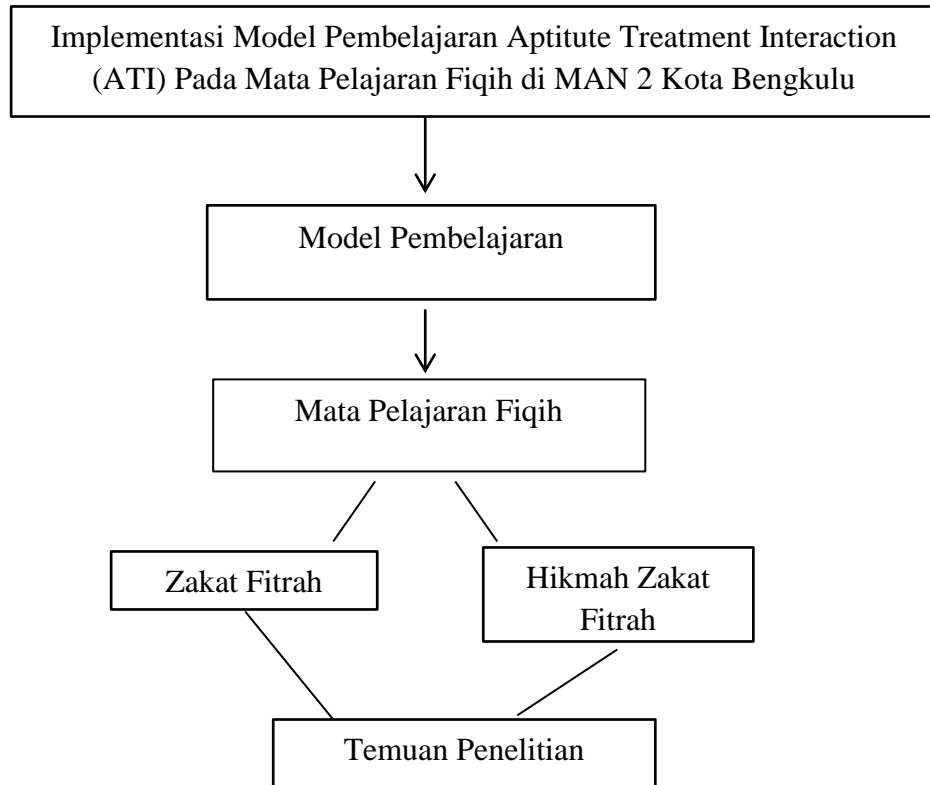 Implementasi Model Pembelajaran Aptitute Treatment Interaction
(ATI) Pada Mata Pelajaran Fiqih di MAN 2 Kota Bengkulu
Model Pembelajaran
Mata Pelajaran Fiqih
Zakat Fitrah
Hikmah Zakat
Fitrah
Temuan Penelitian